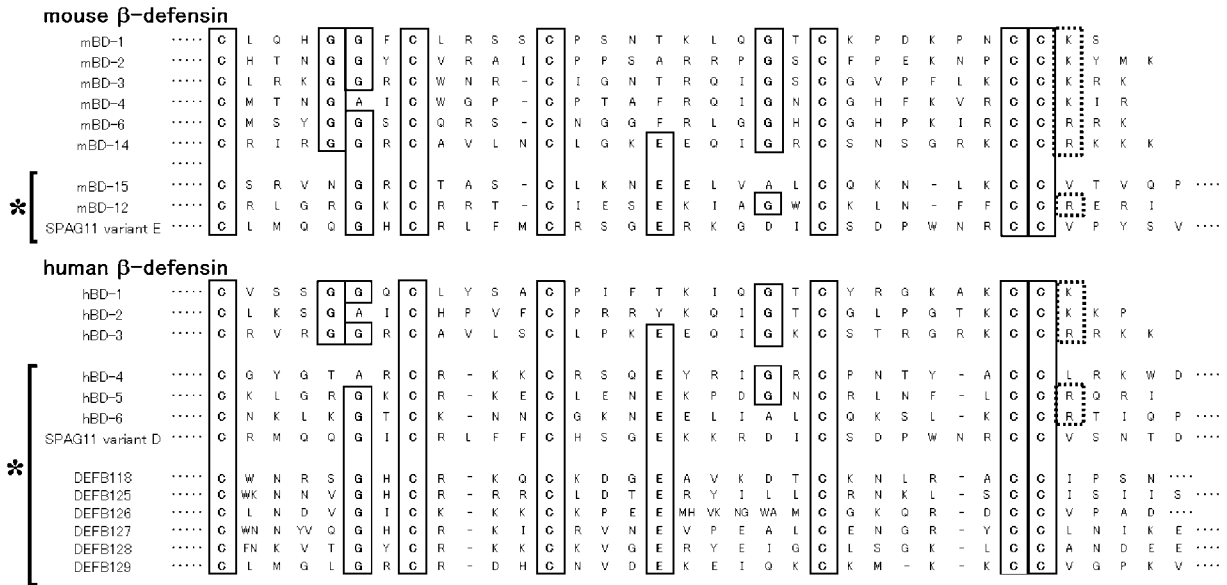 mouse β-defensin
mBD-1 ····· C L Q H G G F C L R S S C P S N T K L Q G T C K P D K P N C C K S
mBD-2 ····· C H T N G G Y C V R A I C P P S A R R P G S C F P E K N P C C K Y M K
mBD-3 ····· C L R K G G R C W N R - C I G N T R Q I G S C G V P F L K C C K R K
mBD-4 ····· C M T N G A I C W G P - C P T A F R Q I G N C G H F K V R C C K I R
mBD-6 ····· C M S Y G G S C Q R S - C N G G F R L G G H C G H P K I R C C R R K
mBD-14 ····· C R I R G G R C A V L N C L G K E E Q I G R C S N S G R K C C R K K K
·····
* mBD-15 ····· C S R V N G R C T A S - C L K N E E L V A L C Q K N - L K C C V T V Q P ····
mBD-12 ····· C R L G R G K C R R T - C I E S E K I A G W C K L N - F F C C R E R I
SPAG11 variant E ····· C L M Q Q G H C R L F M C R S G E R K G D I C S D P W N R C C V P Y S V ····
human β-defensin
hBD-1 ····· C V S S G G Q C L Y S A C P I F T K I Q G T C Y R G K A K C C K
hBD-2 ····· C L K S G A I C H P V F C P R R Y K Q I G T C G L P G T K C C K K P
hBD-3 ····· C R V R G G R C A V L S C L P K E E Q I G K C S T R G R K C C R R K K
hBD-4 ····· C G Y G T A R C R - K K C R S Q E Y R I G R C P N T Y - A C C L R K W D ····
hBD-5 ····· C K L G R G K C R - K E C L E N E K P D G N C R L N F - L C C R Q R I
hBD-6 ····· C N K L K G T C K - N N C G K N E E L I A L C Q K S L - K C C R T I Q P ····
SPAG11 variant D ····· C R M Q Q G I C R L F F C H S G E K K R D I C S D P W N R C C V S N T D ····
* DEFB118 ····· C W N R S G H C R - K Q C K D G E A V K D T C K N L R - A C C I P S N ····
DEFB125 ····· C WK N N V G H C R - R R C L D T E R Y I L L C R N K L - S C C I S I I S ····
DEFB126 ····· C L N D V G I C K - K K C K P E E MH VK NG WA M C G K Q R - D C C V P A D ····
DEFB127 ····· C WN N YV Q G H C R - K I C R V N E V P E A L C E N G R - Y C C L N I K E ····
DEFB128 ····· C FN K V T G Y C R - K K C K V G E R Y E I G C L S G K - L C C A N D E E ····
DEFB129 ····· C L M G L G R C R - D H C N V D E K E I Q K C K M - K - K C C V G P K V ····